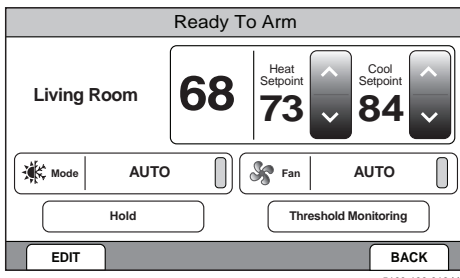 Ready To Arm
Living Room
68
Heat
Setpoint
73
Cool
Setpoint
84
Mode
AUTO
Fan
AUTO
Hold
Threshold Monitoring
EDIT
BACK